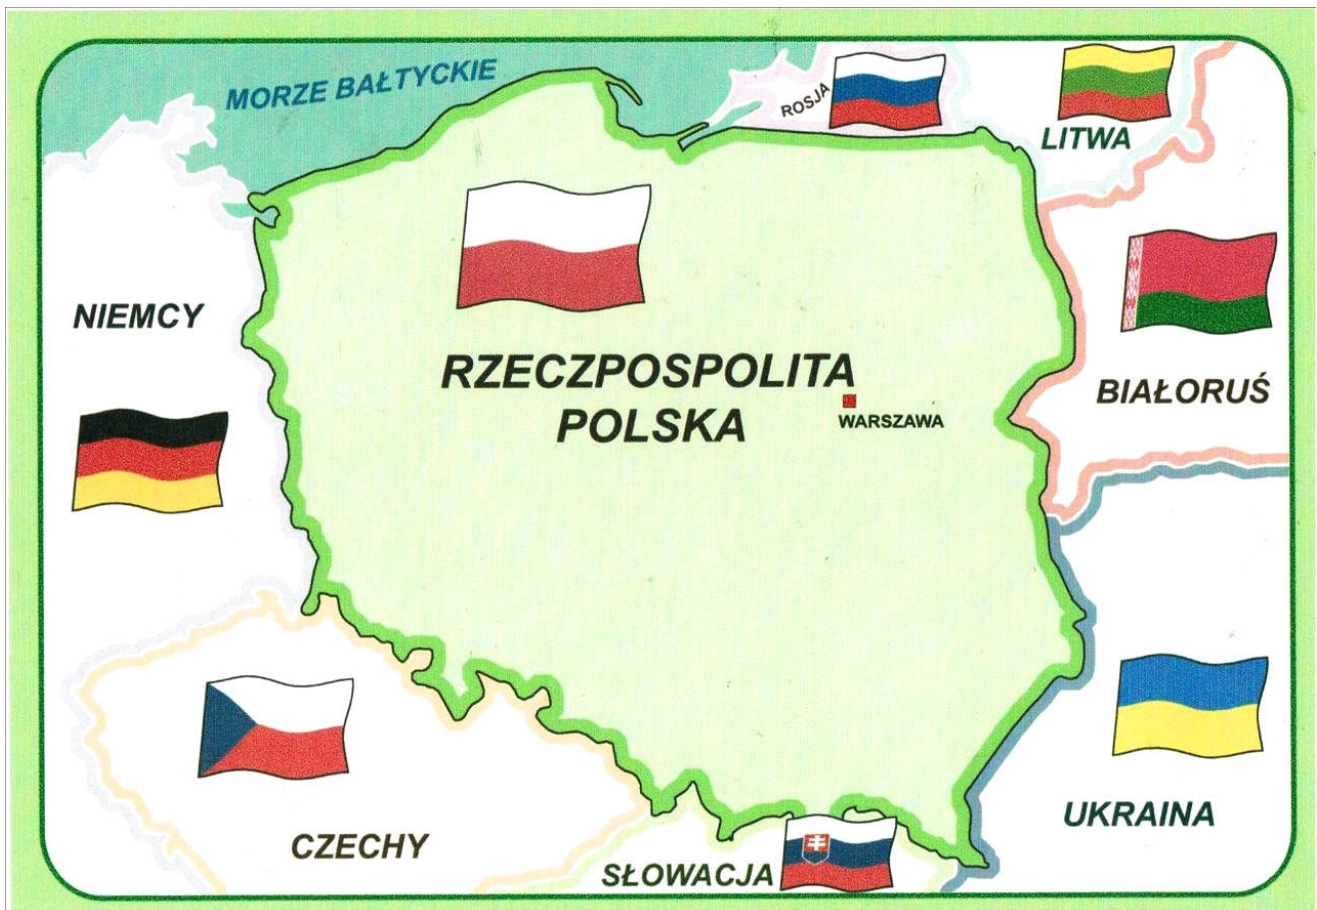 MORZE BAŁTYCKIE
ROSJA
LITWA
NIEMCY
RZECZPOSPOLITA
POLSKA
WARSZAWA
BIAŁORUŚ
UKRAINA
CZECHY
SŁOWACJA